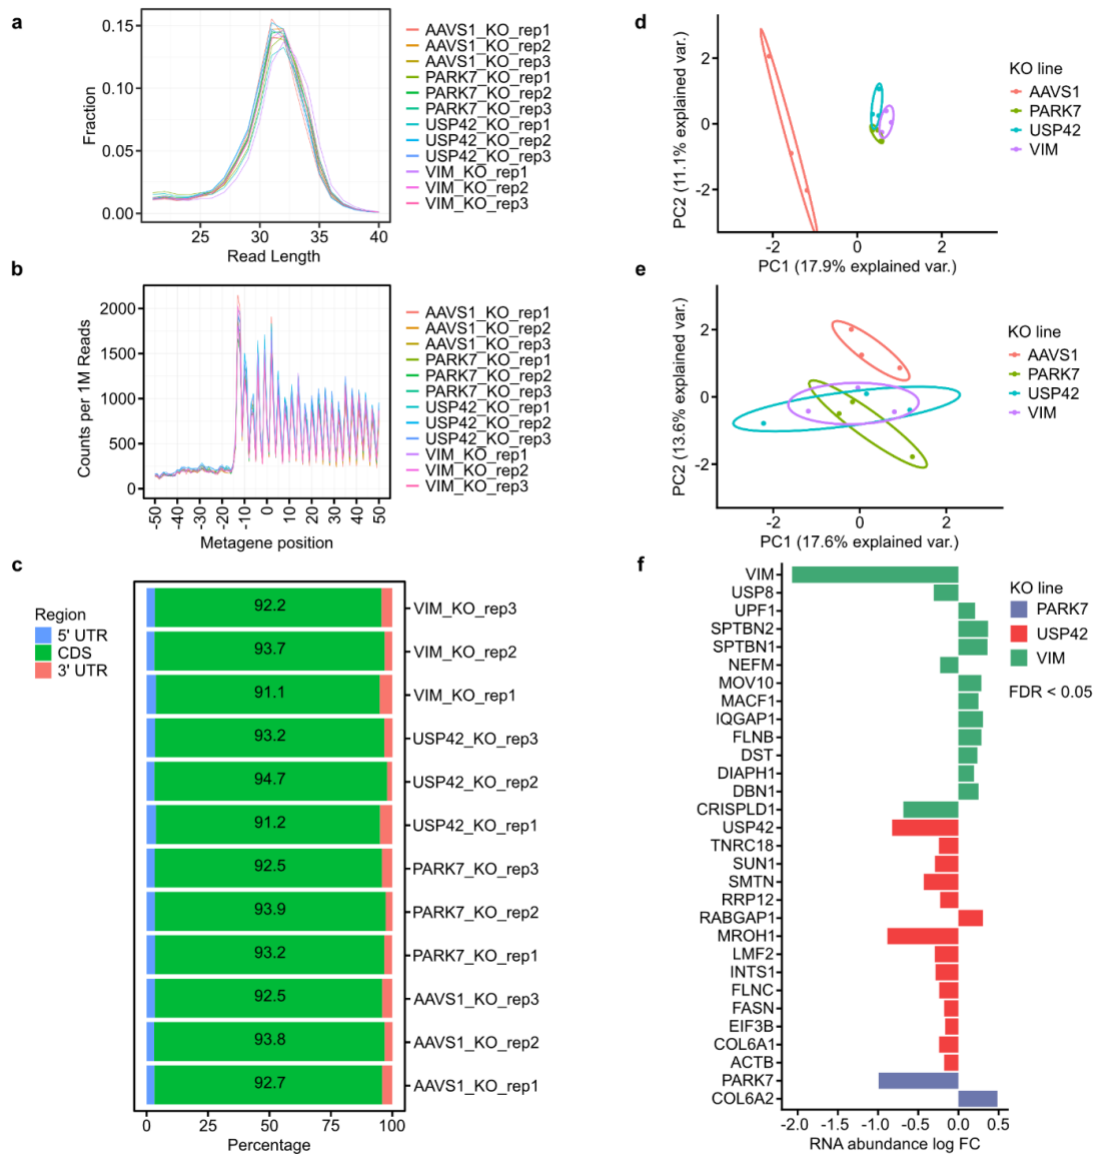 a
0.15
0.10
0.05
0.00
Fraction
25
30
35
40
Read Length
AAVS1_KO_rep1
AAVS1_KO_rep2
AAVS1_KO_rep3
PARK7_KO_rep1
PARK7_KO_rep2
PARK7_KO_rep3
USP42_KO_rep1
USP42_KO_rep2
USP42_KO_rep3
VIM_KO_rep1
VIM_KO_rep2
VIM_KO_rep3
b
2000
1500
1000
500
0
Counts per 1M Reads
-50
-40
-30
-20
-10
0
10
20
30
40
50
Metagene position
AAVS1_KO_rep1
AAVS1_KO_rep2
AAVS1_KO_rep3
PARK7_KO_rep1
PARK7_KO_rep2
PARK7_KO_rep3
USP42_KO_rep1
USP42_KO_rep2
USP42_KO_rep3
VIM_KO_rep1
VIM_KO_rep2
VIM_KO_rep3
c
Region
5' UTR
CDS
3' UTR
92.2 VIM_KO_rep3
93.7 VIM_KO_rep2
91.1 VIM_KO_rep1
93.2 USP42_KO_rep3
94.7 USP42_KO_rep2
91.2 USP42_KO_rep1
92.5 PARK7_KO_rep3
93.9 PARK7_KO_rep2
93.2 PARK7_KO_rep1
92.5 AAVS1_KO_rep3
93.8 AAVS1_KO_rep2
92.7 AAVS1_KO_rep1
0
25
50
75
100
Percentage
d
2
0
-2
PC2 (11.1% explained var.)
-2
0
2
PC1 (17.9% explained var.)
KO line
AAVS1
PARK7
USP42
VIM
e
2
0
-2
PC2 (13.6% explained var.)
-2
0
2
PC1 (17.6% explained var.)
KO line
AAVS1
PARK7
USP42
VIM
f
VIM
USP8
UPF1
SPTBN2
SPTBN1
NEFM
MOV10
MACF1
IQGAP1
FLNB
DST
DIAPH1
DBN1
CRISPLD1
USP42
TNRC18
SUN1
SMTN
RRP12
RABGAP1
MROH1
LMF2
INTS1
FLNC
FASN
EIF3B
COL6A1
ACTB
PARK7
COL6A2
-2.0
-1.5
-1.0
-0.5
0.0
0.5
RNA abundance log FC
KO line
PARK7
USP42
VIM
FDR < 0.05